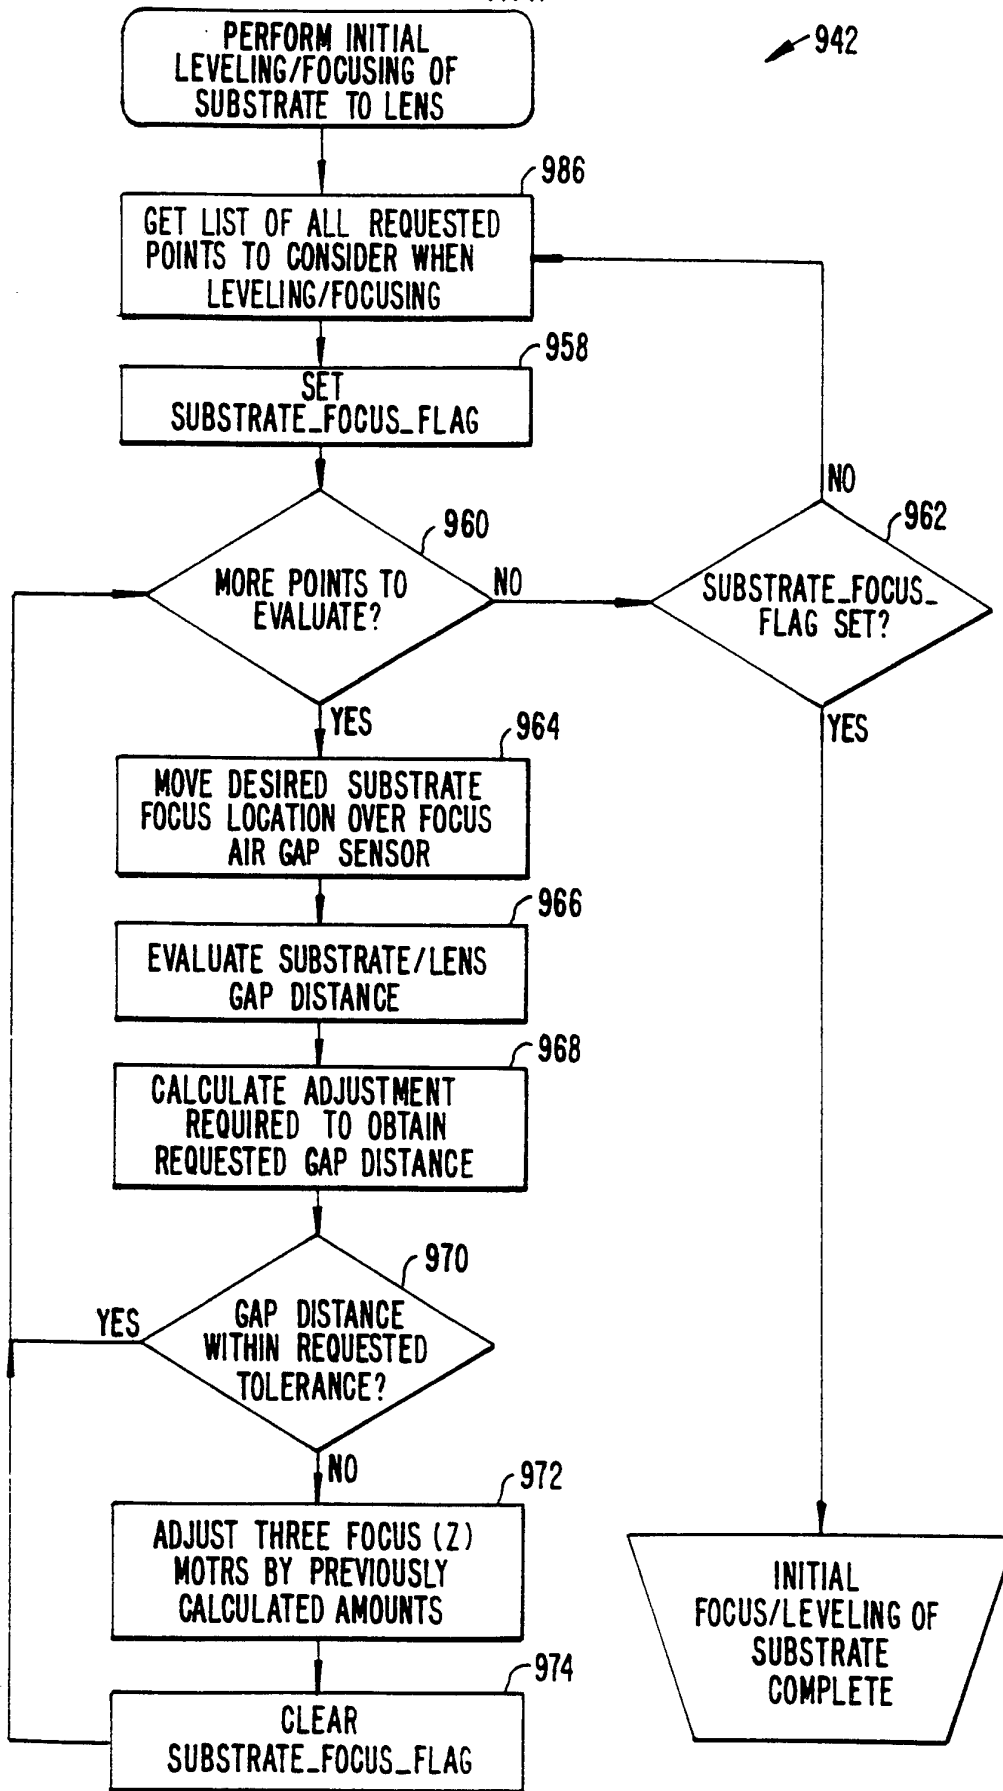 942
PERFORM INITIAL
LEVELING/FOCUSING OF
SUBSTRATE TO LENS
986
GET LIST OF ALL REQUESTED
POINTS TO CONSIDER WHEN
LEVELING/FOCUSING
958
SET
SUBSTRATE_FOCUS_FLAG
960
MORE POINTS TO
EVALUATE?
NO
NO
962
SUBSTRATE_FOCUS_
FLAG SET?
YES
YES
964
MOVE DESIRED SUBSTRATE
FOCUS LOCATION OVER FOCUS
AIR GAP SENSOR
966
EVALUATE SUBSTRATE/LENS
GAP DISTANCE
968
CALCULATE ADJUSTMENT
REQUIRED TO OBTAIN
REQUESTED GAP DISTANCE
970
GAP DISTANCE
WITHIN REQUESTED
TOLERANCE?
YES
NO
972
ADJUST THREE FOCUS (Z)
MOTRS BY PREVIOUSLY
CALCULATED AMOUNTS
974
CLEAR
SUBSTRATE_FOCUS_FLAG
INITIAL
FOCUS/LEVELING OF
SUBSTRATE
COMPLETE